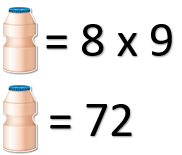 = 8 x 9
= 72